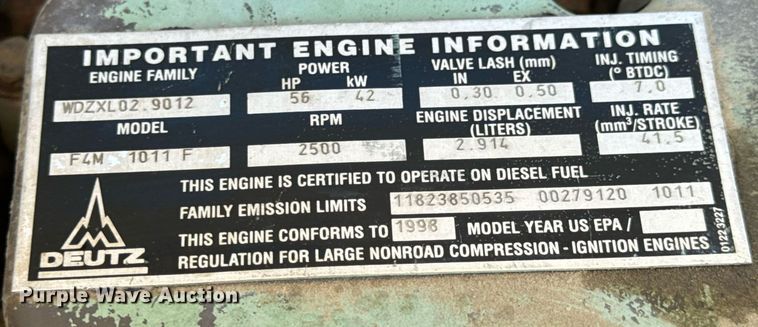 IMPORTANT ENGINE INFORMATION
ENGINE FAMILY POWER VALVE LASH (mm) INJ. TIMING
HP kW IN EX (° BTDC)
WDZXL02.9012 56 42 0,30 0,50 7,0
MODEL RPM ENGINE DISPLACEMENT INJ. RATE
(LITERS) (mm³/STROKE)
F4M 1011 F 2500 2.914 41,5
THIS ENGINE IS CERTIFIED TO OPERATE ON DIESEL FUEL
FAMILY EMISSION LIMITS 11823850535 00279120 1011
THIS ENGINE CONFORMS TO 1998 MODEL YEAR US EPA /
REGULATION FOR LARGE NONROAD COMPRESSION - IGNITION ENGINES
DEUTZ
0122 3227
Purple Wave Auction